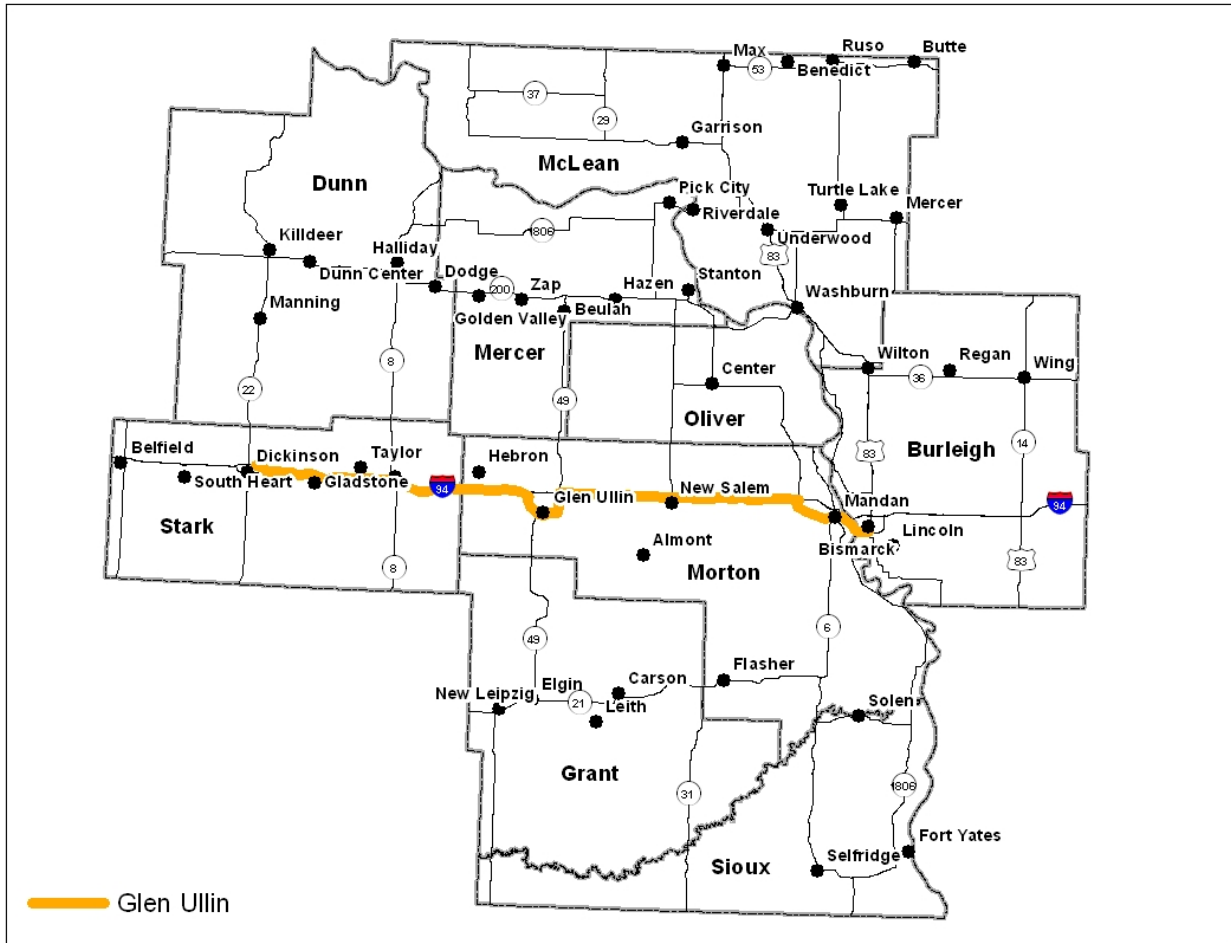 Max
Ruso
Butte
53
Benedict
37
29
Garrison
McLean
Dunn
Pick City
Turtle Lake
Mercer
Riverdale
1806
Killdeer
Halliday
Underwood
83
Dunn Center
Dodge
200
Zap
Hazen
Stanton
Manning
Golden Valley
Beulah
Washburn
Mercer
8
Center
Wilton
Regan
Wing
36
22
49
Oliver
14
83
Burleigh
Belfield
Dickinson
Taylor
Hebron
South Heart
Gladstone
94
Glen Ullin
New Salem
Mandan
94
Stark
Lincoln
Bismarck
Almont
83
8
Morton
49
6
Flasher
Carson
Elgin
New Leipzig
21
Leith
Solen
Grant
31
1806
Fort Yates
Selfridge
Sioux
Glen Ullin